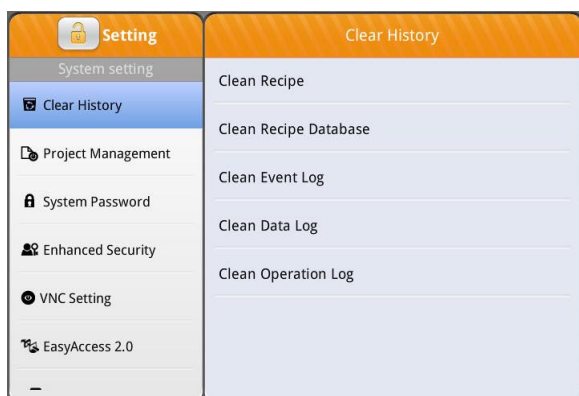 Setting
System setting
Clear History
Project Management
System Password
Enhanced Security
VNC Setting
EasyAccess 2.0
Clear History
Clean Recipe
Clean Recipe Database
Clean Event Log
Clean Data Log
Clean Operation Log